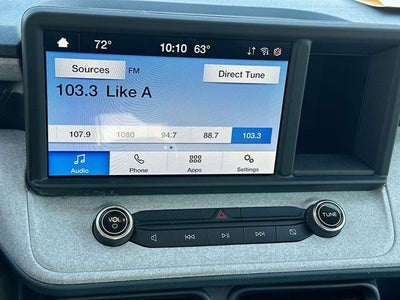 72° 10:10 63°
Sources FM Direct Tune
103.3 Like A
107.9 1080 94.7 88.7 103.3
Audio Phone Apps Settings
VOL TUNE